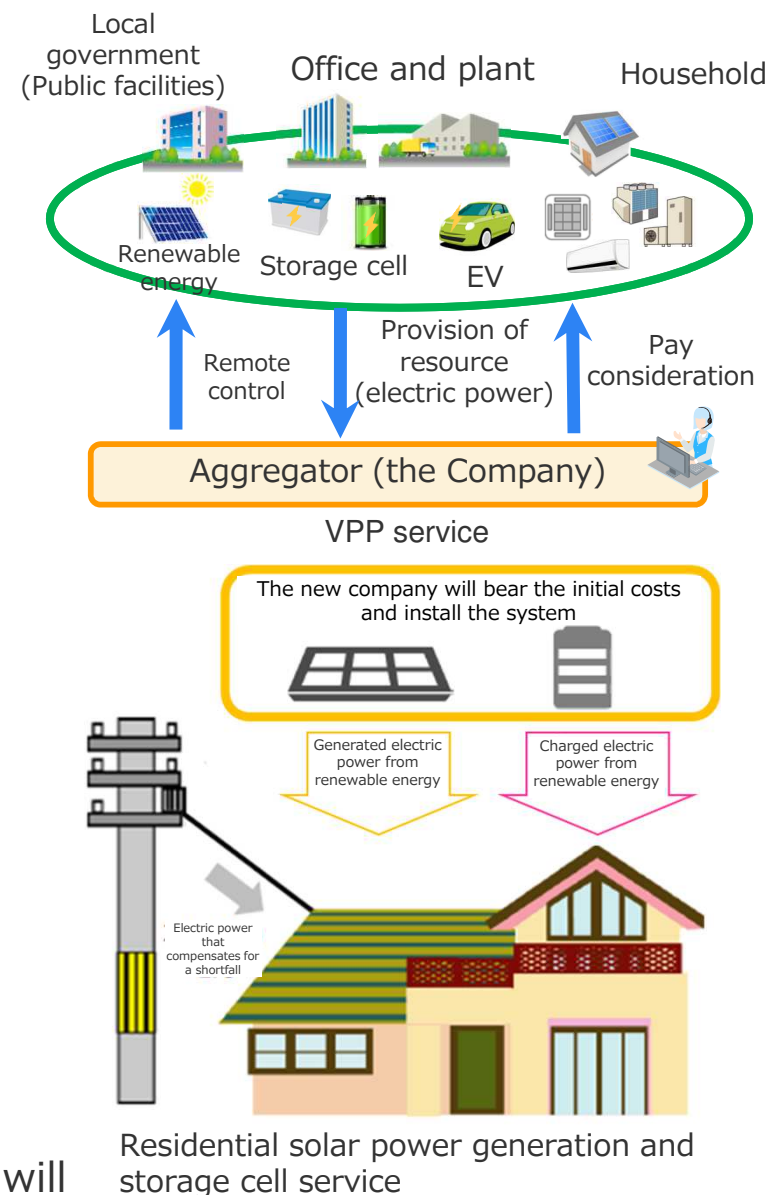 Local
government
(Public facilities)
Office and plant
Household
Renewable
energy
Storage cell
EV
Remote
control
Provision of
resource
(electric power)
Pay
consideration
Aggregator (the Company)
VPP service
The new company will bear the initial costs
and install the system
Generated electric
power from
renewable energy
Charged electric
power from
renewable energy
Electric power
that
compensates for
a shortfall
Residential solar power generation and
will storage cell service